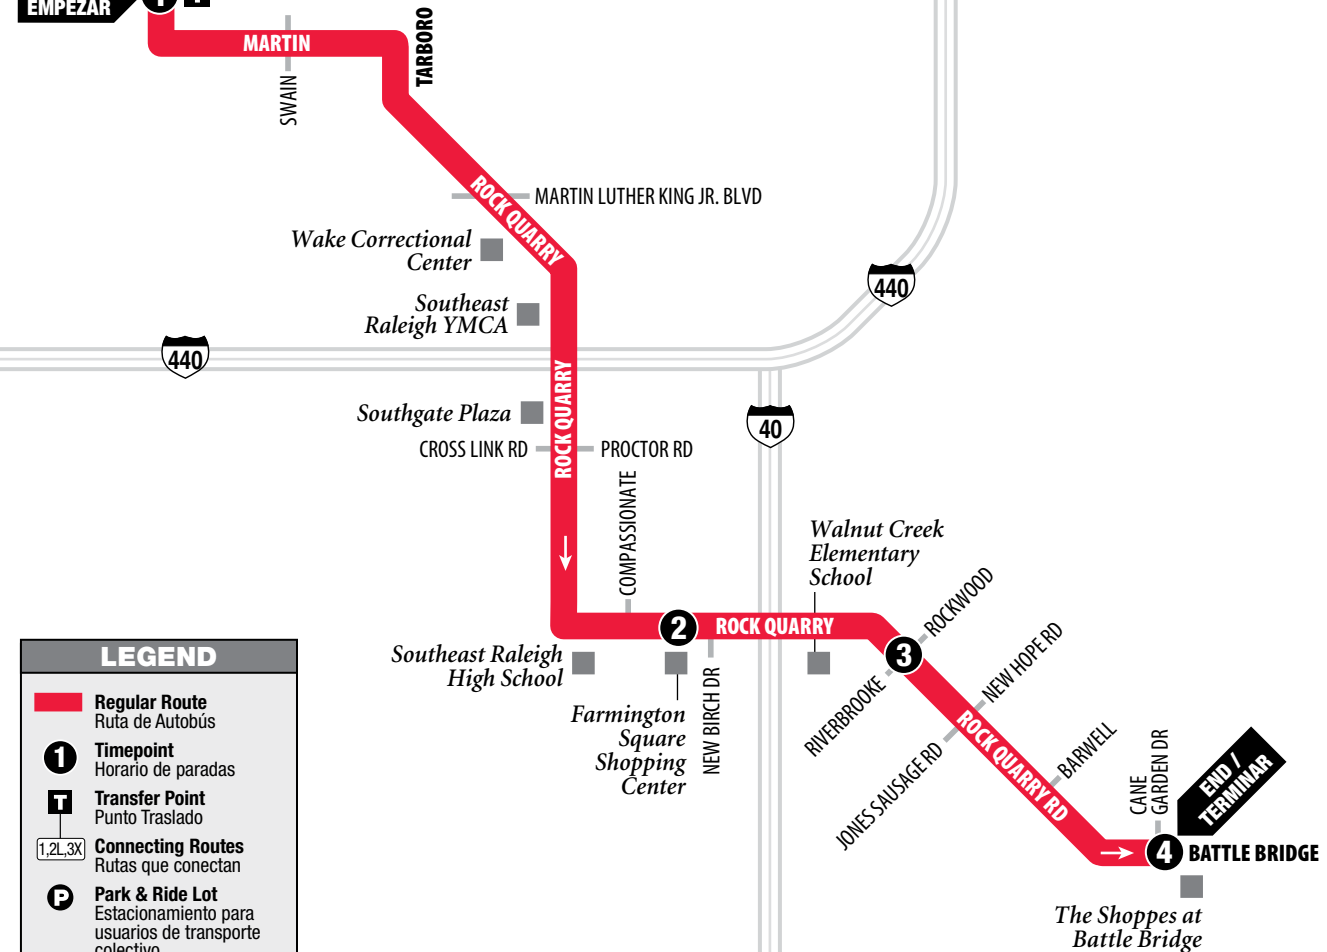 EMPEZAR
1
T
MARTIN
TARBORO
SWAIN
ROCK QUARRY
MARTIN LUTHER KING JR. BLVD
Wake Correctional
Center
440
Southeast
Raleigh YMCA
440
ROCK QUARRY
Southgate Plaza
40
CROSS LINK RD
PROCTOR RD
COMPASSIONATE
Walnut Creek
Elementary
School
2
ROCK QUARRY
ROCKWOOD
3
Southeast Raleigh
High School
NEW BIRCH DR
Farmington
Square
Shopping
Center
RIVERBROOKE
NEW HOPE RD
JONES SAUSAGE RD
ROCK QUARRY RD
BARWELL
CANE
GARDEN DR
END /
TERMINAR
4
BATTLE BRIDGE
The Shoppes at
Battle Bridge
LEGEND
Regular Route
Ruta de Autobús
1
Timepoint
Horario de paradas
T
Transfer Point
Punto Traslado
1,2L,3X
Connecting Routes
Rutas que conectan
P
Park & Ride Lot
Estacionamiento para
usuarios de transporte
colectivo